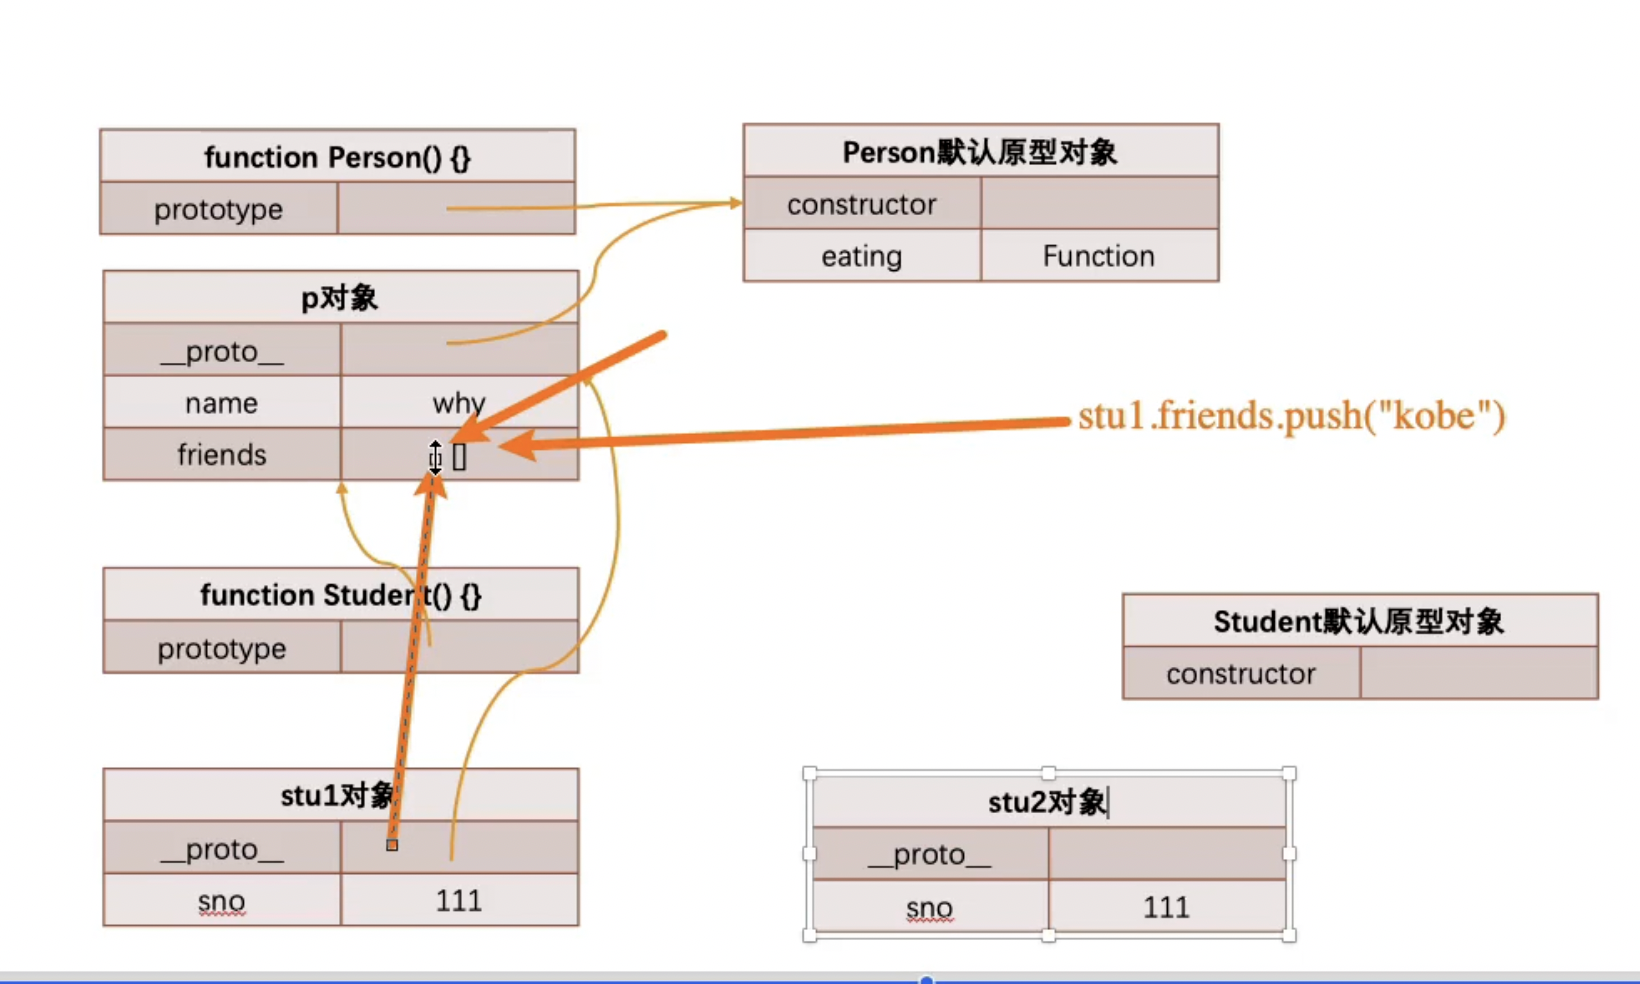 function Person() {}
prototype
Person默认原型对象
constructor
eating Function
p对象
__proto__
name why
friends []
stu1.friends.push("kobe")
function Student() {}
prototype
Student默认原型对象
constructor
stu1对象
__proto__
sno 111
stu2对象
__proto__
sno 111